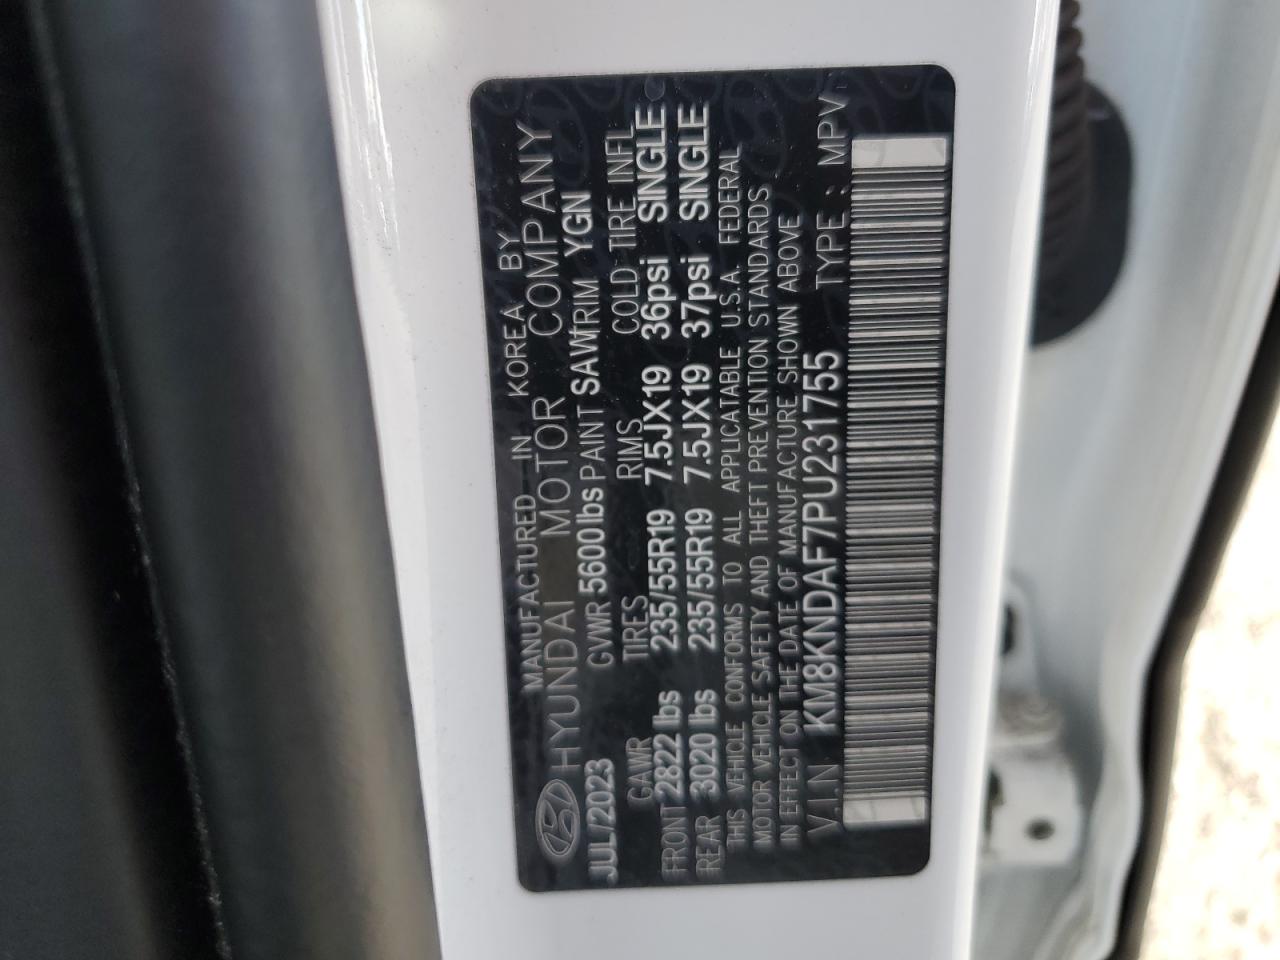 MANUFACTURED IN KOREA BY
HYUNDAI MOTOR COMPANY
JUL/2023 GVWR 5600lbs PAINT SAW TRIM YGN
GAWR TIRES RIMS COLD TIRE INFL
FRONT 2822 lbs 235/55R19 7.5JX19 36psi SINGLE
REAR 3020 lbs 235/55R19 7.5JX19 37psi SINGLE
THIS VEHICLE CONFORMS TO ALL APPLICATABLE U.S.A. FEDERAL
MOTOR VEHICLE SAFETY AND THEFT PREVENTION STANDARDS
IN EFFECT ON THE DATE OF MANUFACTURE SHOWN ABOVE
V.I.N KM8KNDAF7PU231755 TYPE : MPV